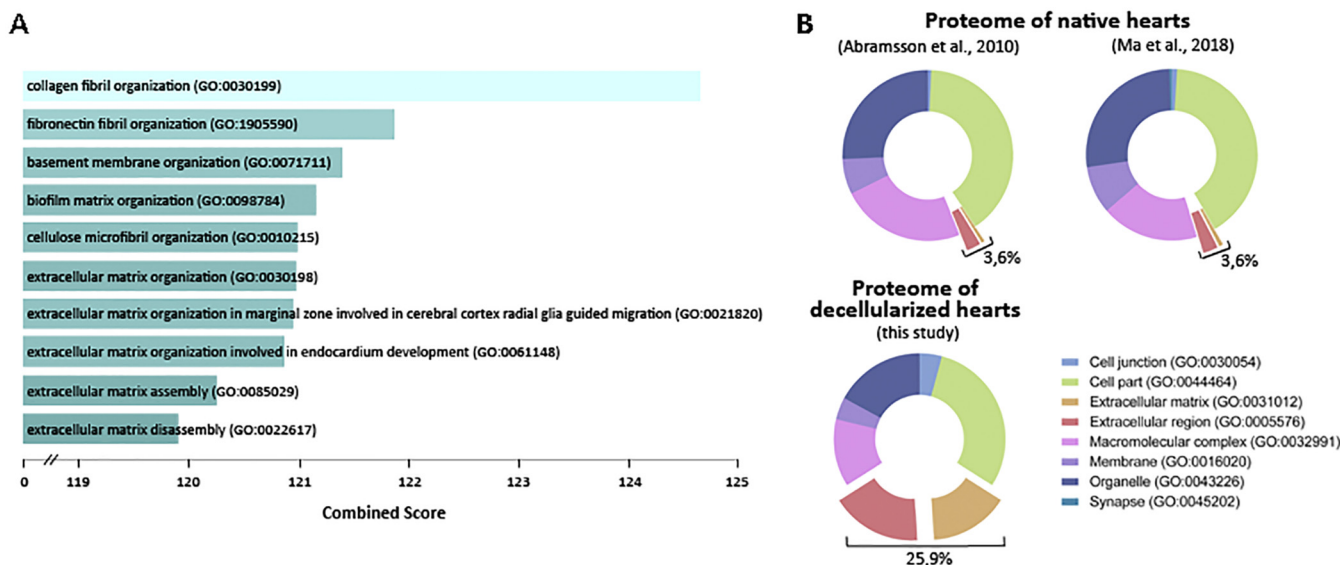 A
collagen fibril organization (GO:0030199)
fibronectin fibril organization (GO:1905590)
basement membrane organization (GO:0071711)
biofilm matrix organization (GO:0098784)
cellulose microfibril organization (GO:0010215)
extracellular matrix organization (GO:0030198)
extracellular matrix organization in marginal zone involved in cerebral cortex radial glia guided migration (GO:0021820)
extracellular matrix organization involved in endocardium development (GO:0061148)
extracellular matrix assembly (GO:0085029)
extracellular matrix disassembly (GO:0022617)
0 // 119 120 121 122 123 124 125
Combined Score
B
Proteome of native hearts
(Abramsson et al., 2010) (Ma et al., 2018)
3,6% 3,6%
Proteome of
decellularized hearts
(this study)
25,9%
Cell junction (GO:0030054)
Cell part (GO:0044464)
Extracellular matrix (GO:0031012)
Extracellular region (GO:0005576)
Macromolecular complex (GO:0032991)
Membrane (GO:0016020)
Organelle (GO:0043226)
Synapse (GO:0045202)